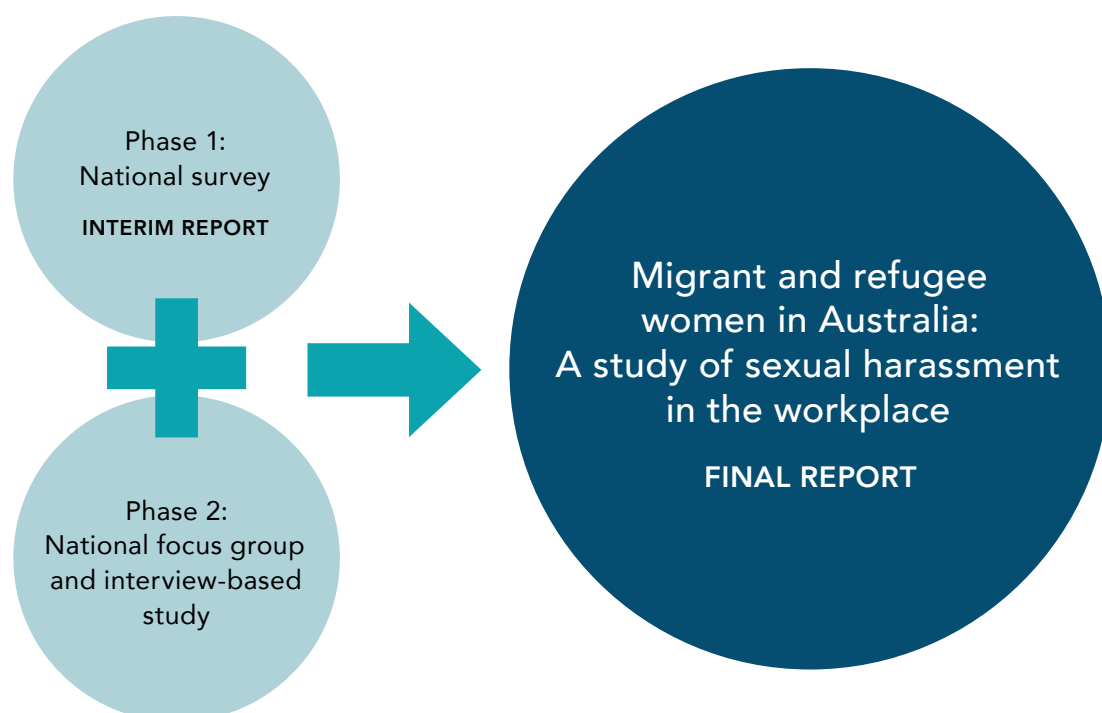 Phase 1:
National survey
INTERIM REPORT
Phase 2:
National focus group
and interview-based
study
Migrant and refugee
women in Australia:
A study of sexual harassment
in the workplace
FINAL REPORT